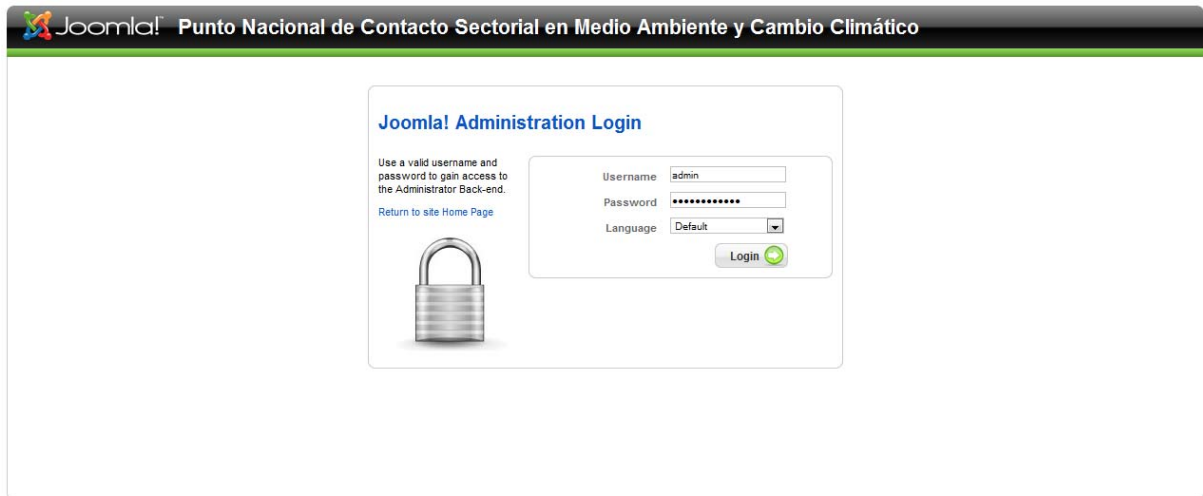 Joomla! Punto Nacional de Contacto Sectorial en Medio Ambiente y Cambio Climático
Joomla! Administration Login
Use a valid username and
password to gain access to
the Administrator Back-end.
Return to site Home Page
Username admin
Password ••••••••••••
Language Default
Login